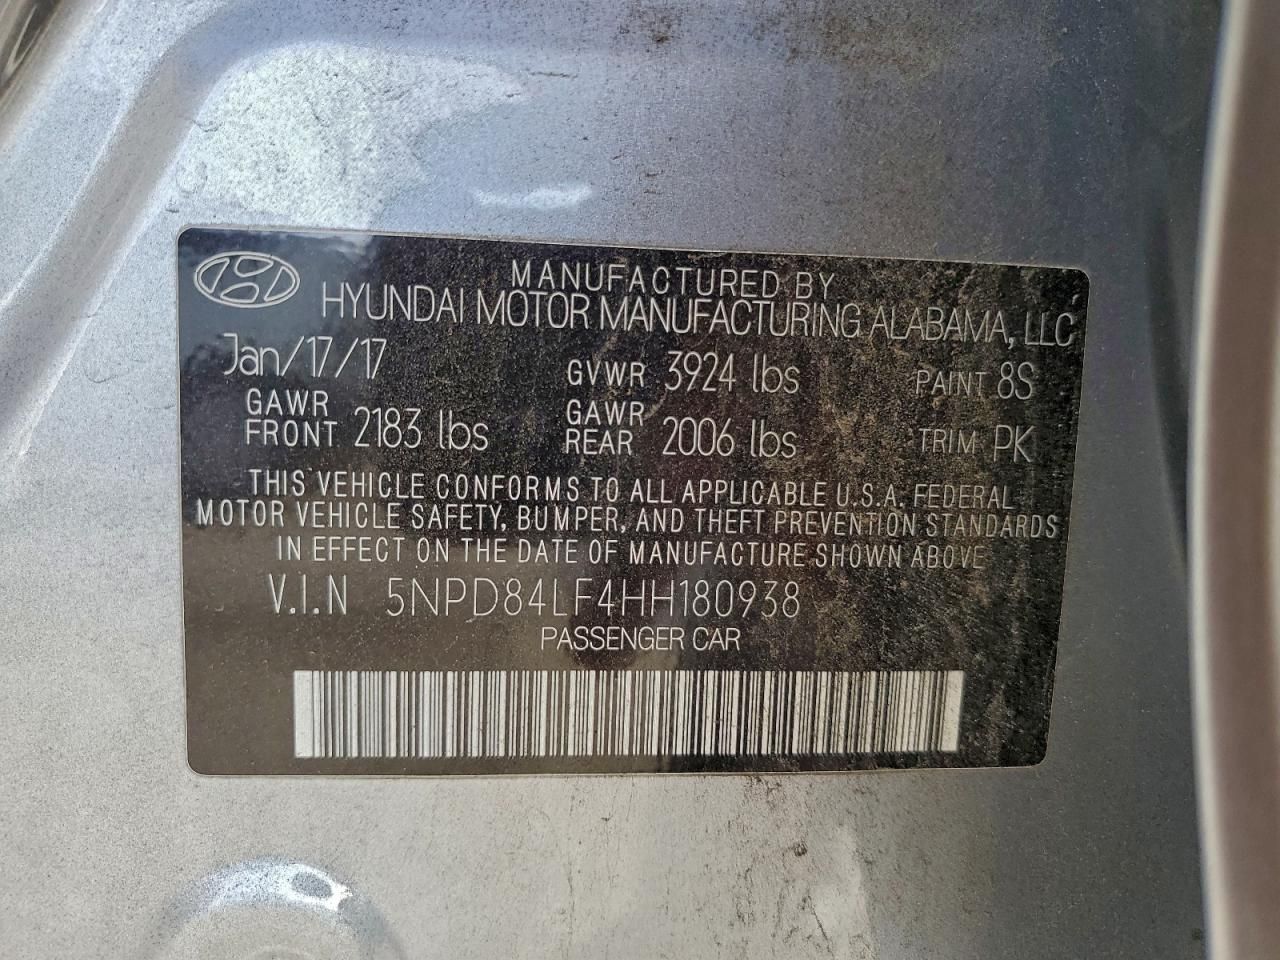 MANUFACTURED BY
HYUNDAI MOTOR MANUFACTURING ALABAMA, LLC
Jan/17/17 GVWR 3924 lbs PAINT 8S
GAWR FRONT 2183 lbs GAWR REAR 2006 lbs TRIM PK
THIS VEHICLE CONFORMS TO ALL APPLICABLE U.S.A. FEDERAL
MOTOR VEHICLE SAFETY, BUMPER, AND THEFT PREVENTION STANDARDS
IN EFFECT ON THE DATE OF MANUFACTURE SHOWN ABOVE
V.I.N 5NPD84LF4HH180938
PASSENGER CAR